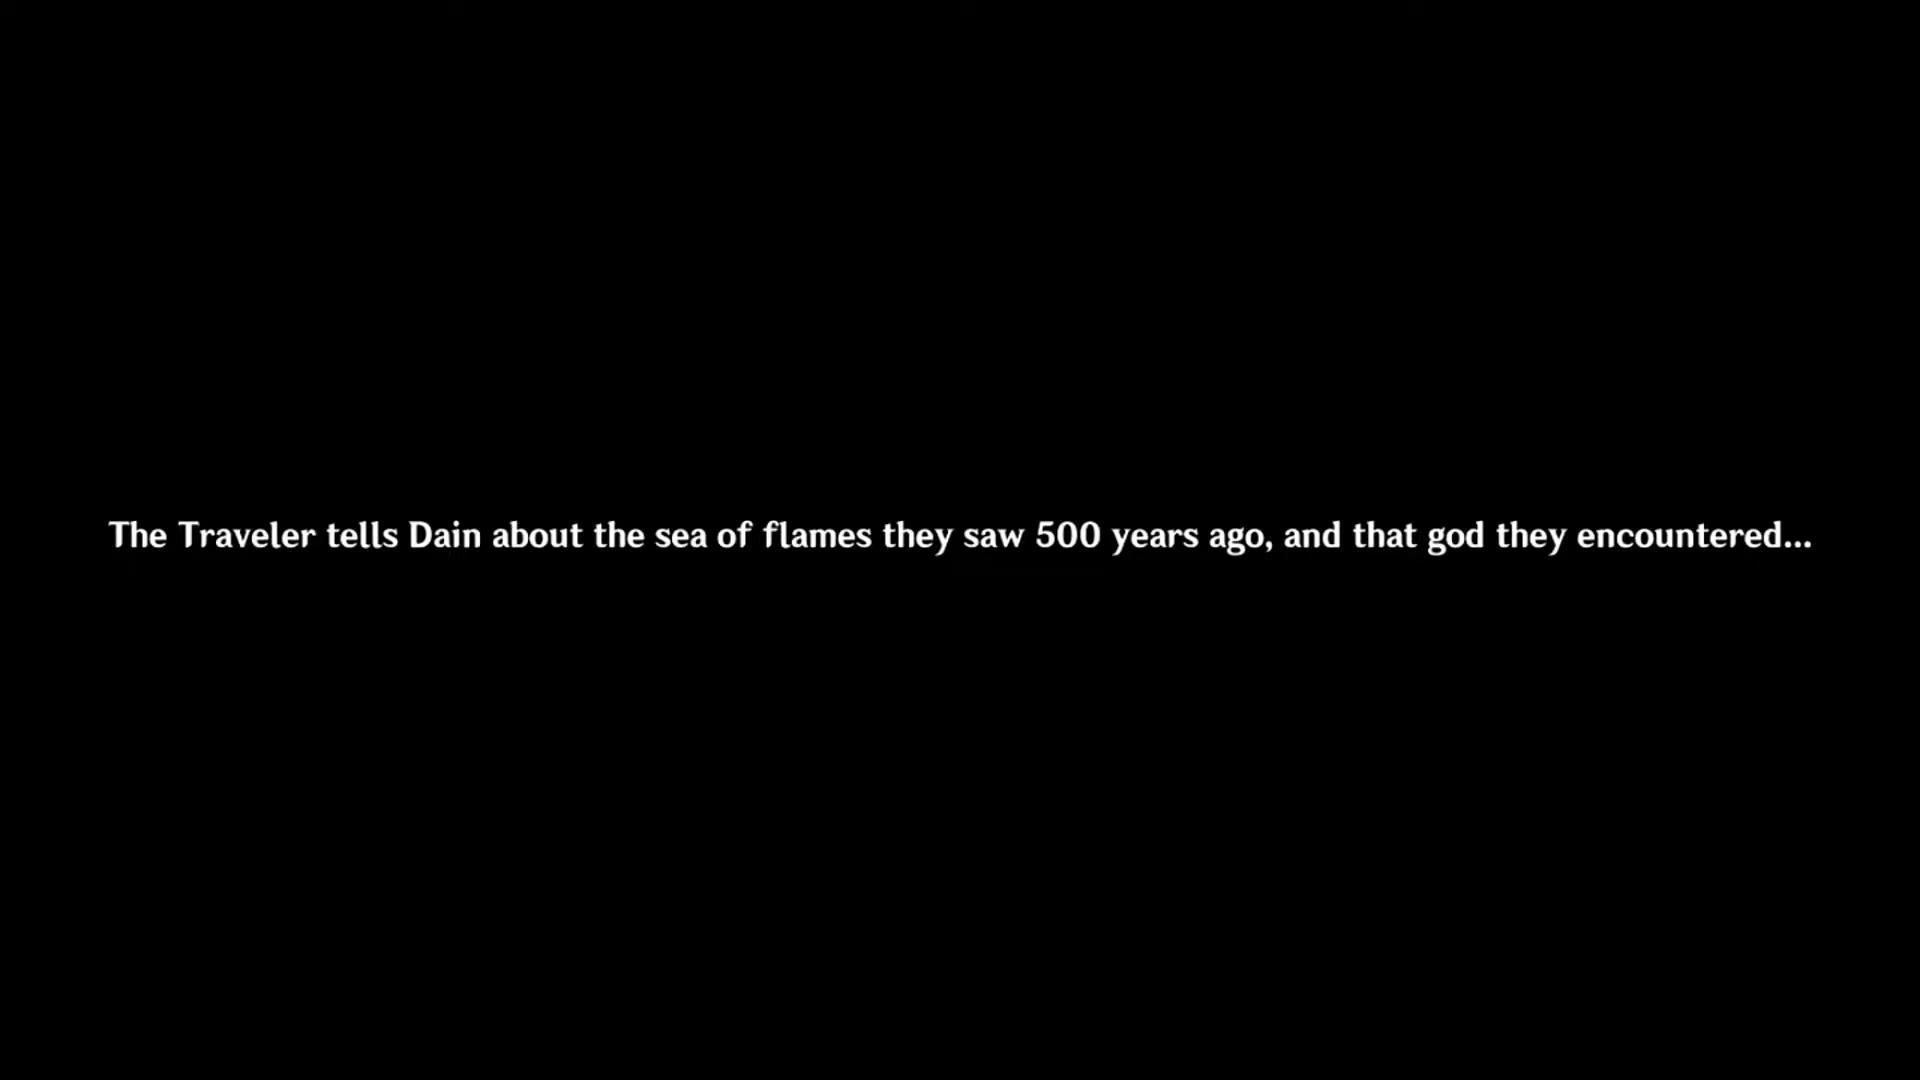 The Traveler tells Dain about the sea of flames they saw 500 years ago, and that god they encountered...